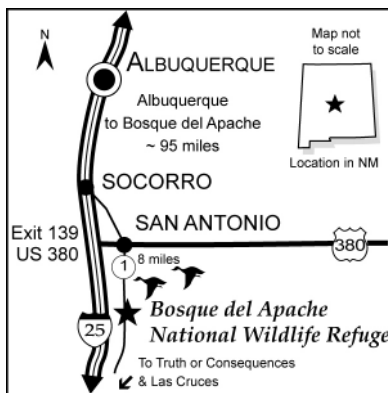 N
ALBUQUERQUE
Map not
to scale
Albuquerque
to Bosque del Apache
~ 95 miles
Location in NM
SOCORRO
SAN ANTONIO
Exit 139
US 380
380
1
8 miles
25
Bosque del Apache
National Wildlife Refuge
To Truth or Consequences
& Las Cruces